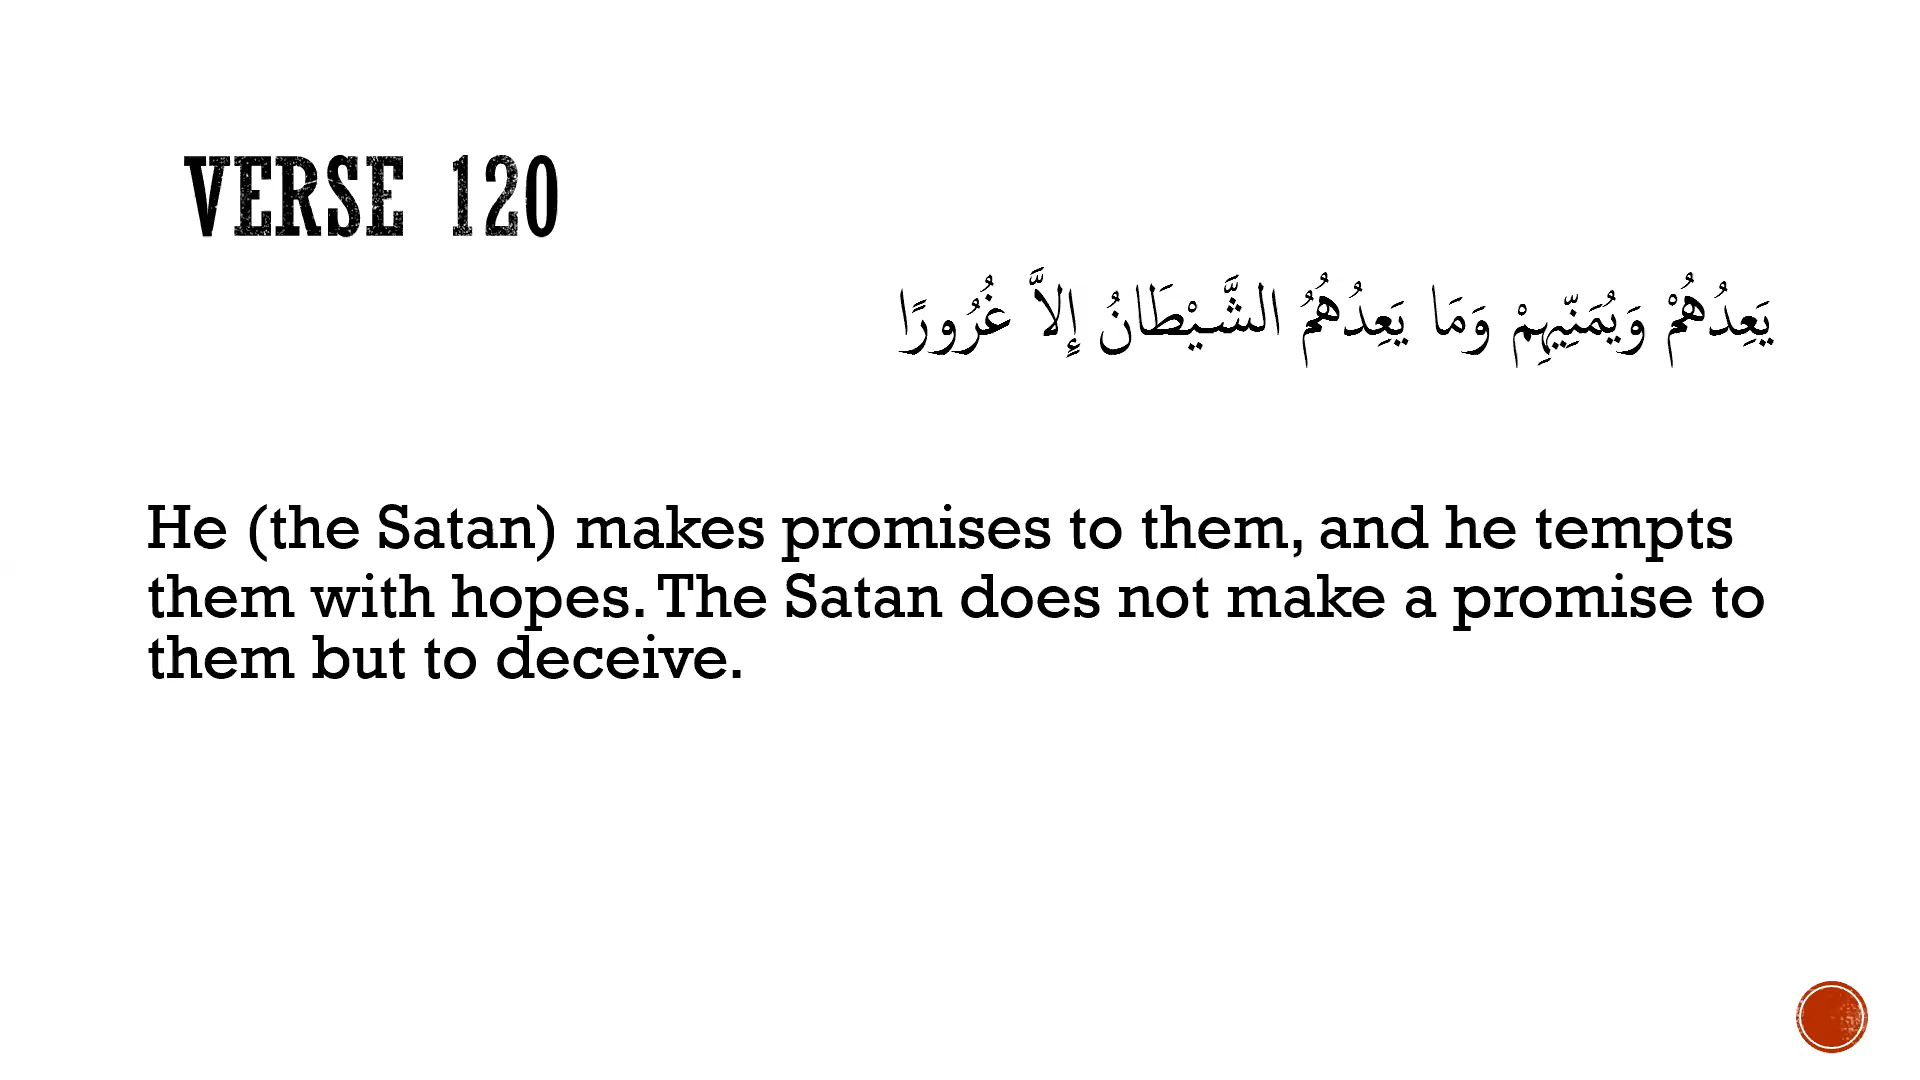 VERSE 120
يَعِدُهُمْ وَيُمَنِّيهِمْ وَمَا يَعِدُهُمُ الشَّيْطَانُ إِلاَّ غُرُورًا
He (the Satan) makes promises to them, and he tempts
them with hopes. The Satan does not make a promise to
them but to deceive.